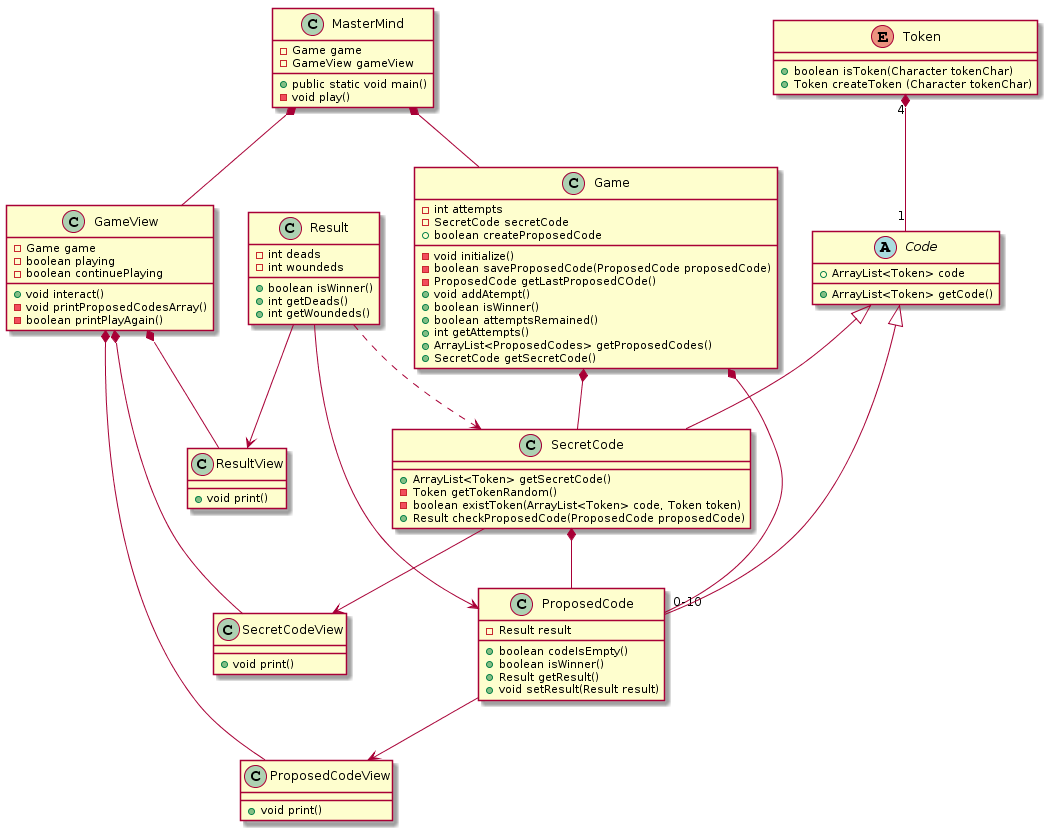 C MasterMind
Game game
GameView gameView
public static void main()
void play()
E Token
boolean isToken(Character tokenChar)
Token createToken (Character tokenChar)
4
1
C GameView
Game game
boolean playing
boolean continuePlaying
void interact()
void printProposedCodesArray()
boolean printPlayAgain()
C Result
int deads
int woundeds
boolean isWinner()
int getDeads()
int getWoundeds()
C Game
int attempts
SecretCode secretCode
boolean createProposedCode
void initialize()
boolean saveProposedCode(ProposedCode proposedCode)
ProposedCode getLastProposedCOde()
void addAtempt()
boolean isWinner()
boolean attemptsRemained()
int getAttempts()
ArrayList<ProposedCodes> getProposedCodes()
SecretCode getSecretCode()
A Code
ArrayList<Token> code
ArrayList<Token> getCode()
C ResultView
void print()
C SecretCode
ArrayList<Token> getSecretCode()
Token getTokenRandom()
boolean existToken(ArrayList<Token> code, Token token)
Result checkProposedCode(ProposedCode proposedCode)
C SecretCodeView
void print()
C ProposedCode
Result result
boolean codeIsEmpty()
boolean isWinner()
Result getResult()
void setResult(Result result)
0-10
C ProposedCodeView
void print()